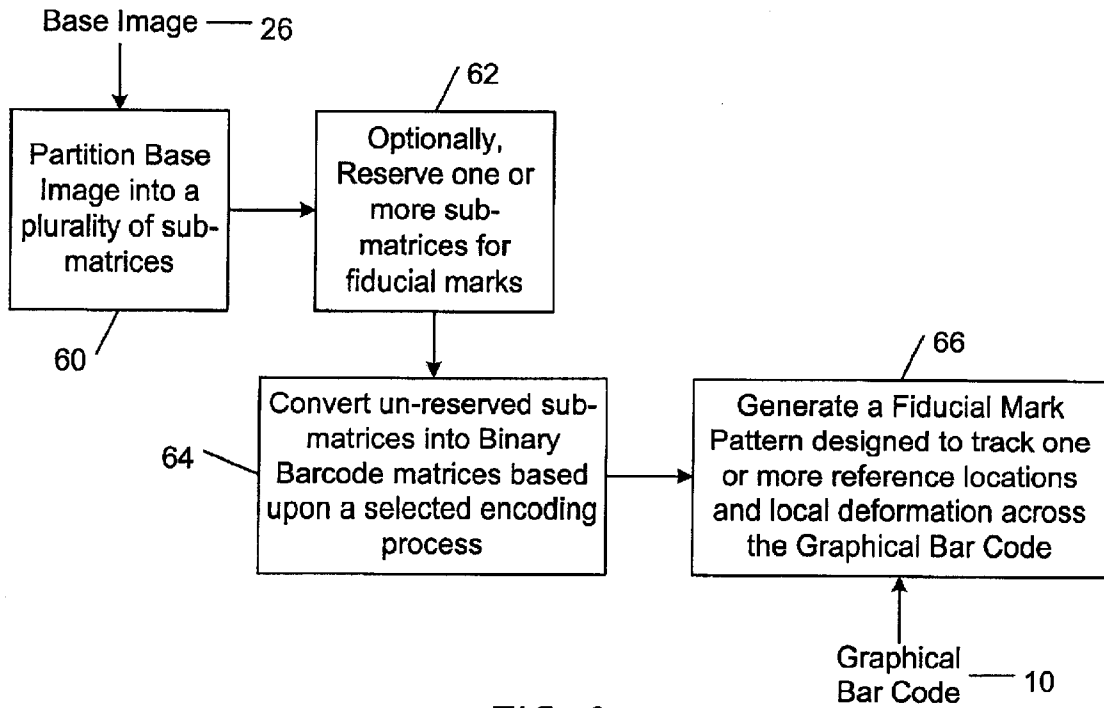 Base Image 26
62
Partition Base
Image into a
plurality of sub-
matrices
Optionally,
Reserve one or
more sub-
matrices for
fiducial marks
60
66
64
Convert un-reserved sub-
matrices into Binary
Barcode matrices based
upon a selected encoding
process
Generate a Fiducial Mark
Pattern designed to track one
or more reference locations
and local deformation across
the Graphical Bar Code
Graphical
Bar Code 10